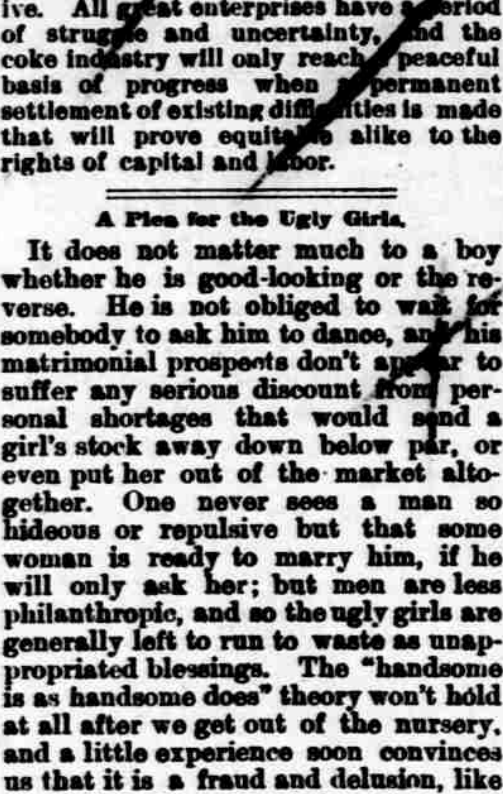 ive. All great enterprises have a period
of struggle and uncertainty, and the
coke industry will only reach a peaceful
basis of progress when a permanent
settlement of existing difficulties is made
that will prove equitable alike to the
rights of capital and labor.
A Plea for the Ugly Girls.
It does not matter much to a boy
whether he is good-looking or the re-
verse. He is not obliged to wait for
somebody to ask him to dance, and his
matrimonial prospects don't appear to
suffer any serious discount from per-
sonal shortages that would send a
girl's stock away down below par, or
even put her out of the market alto-
gether. One never sees a man so
hideous or repulsive but that some
woman is ready to marry him, if he
will only ask her; but men are less
philanthropic, and so the ugly girls are
generally left to run to waste as unap-
propriated blessings. The "handsome
is as handsome does" theory won't hold
at all after we get out of the nursery,
and a little experience soon convinces
us that it is a fraud and delusion, like